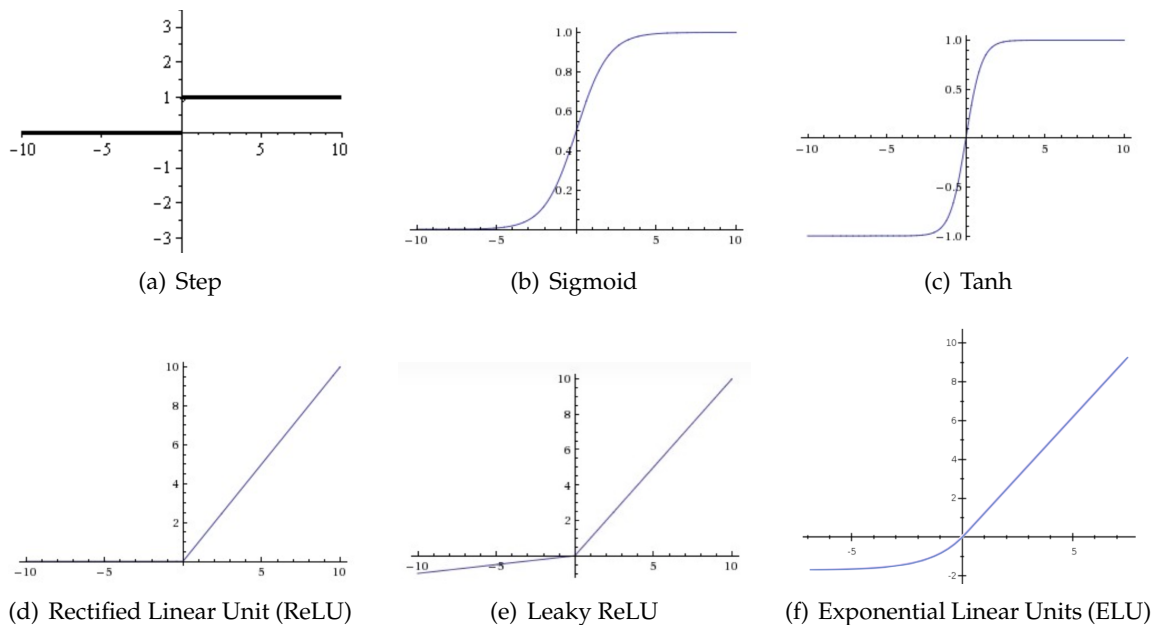 3
2
1
-10 -5 5 10
-1
-2
-3
(a) Step
1.0
0.8
0.6
0.4
0.2
-10 -5 5 10
(b) Sigmoid
1.0
0.5
-10 -5 5 10
-0.5
-1.0
(c) Tanh
10
8
6
4
2
-10 -5 5 10
(d) Rectified Linear Unit (ReLU)
10
8
6
4
2
-10 -5 5 10
(e) Leaky ReLU
10
8
6
4
2
-5 5
-2
(f) Exponential Linear Units (ELU)